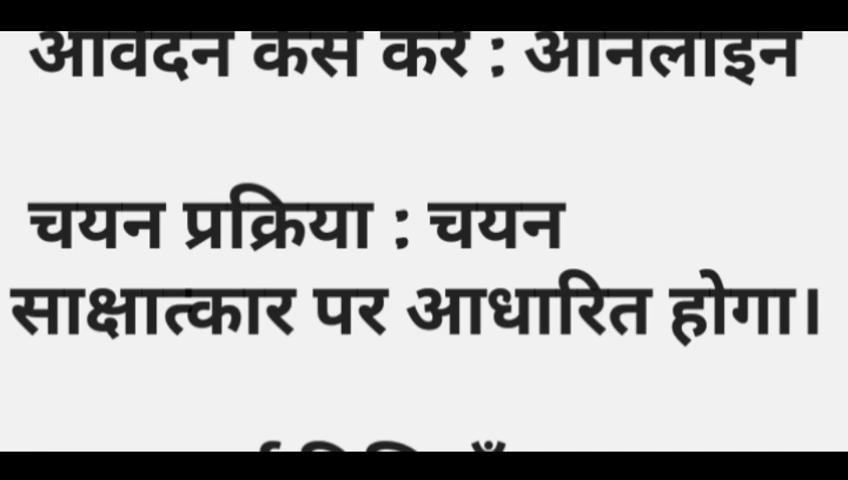 आवेदन कैसे करें : ऑनलाइन
चयन प्रक्रिया : चयन
साक्षात्कार पर आधारित होगा।